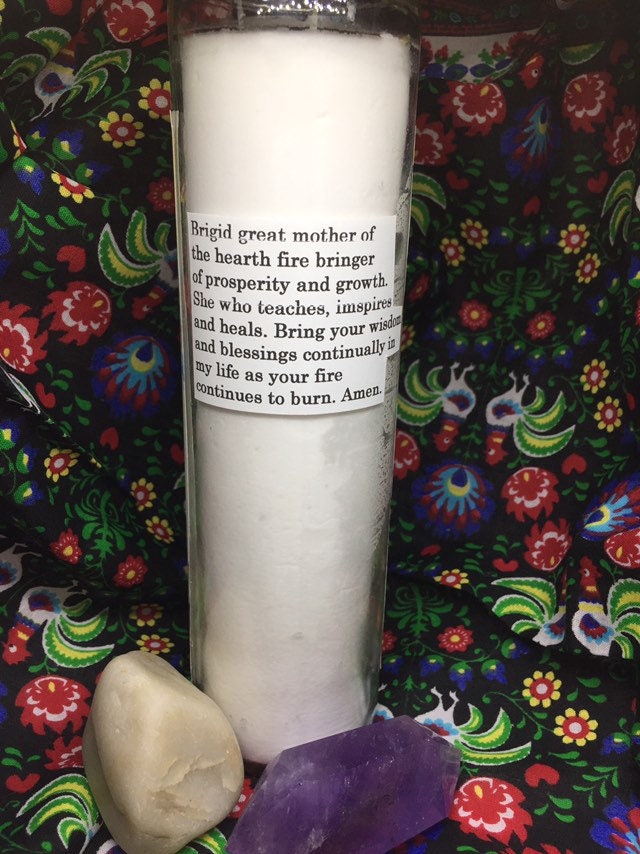 Brigid great mother of
the hearth fire bringer
of prosperity and growth.
She who teaches, imspires
and heals. Bring your wisdom
and blessings continually in
my life as your fire
continues to burn. Amen.